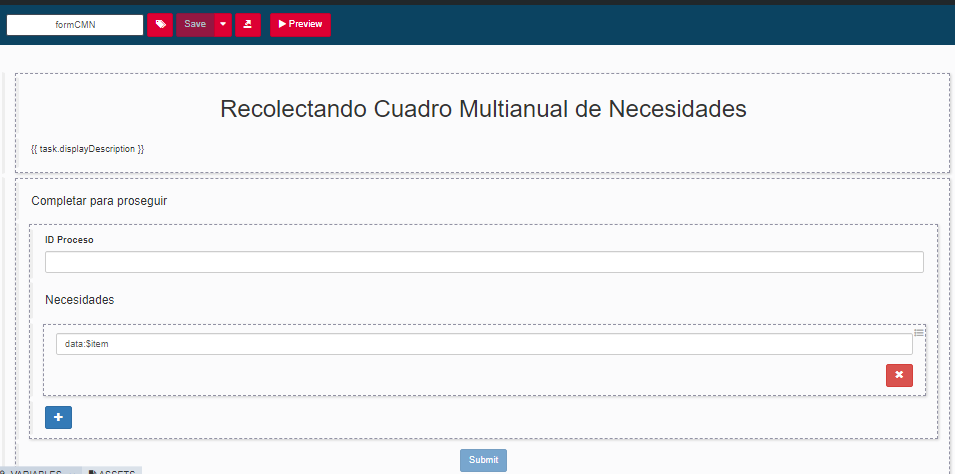 formCMN Save Preview
Recolectando Cuadro Multianual de Necesidades
{{ task.displayDescription }}
Completar para proseguir
ID Proceso
Necesidades
data:$item
Submit
VARIABLES ASSETS